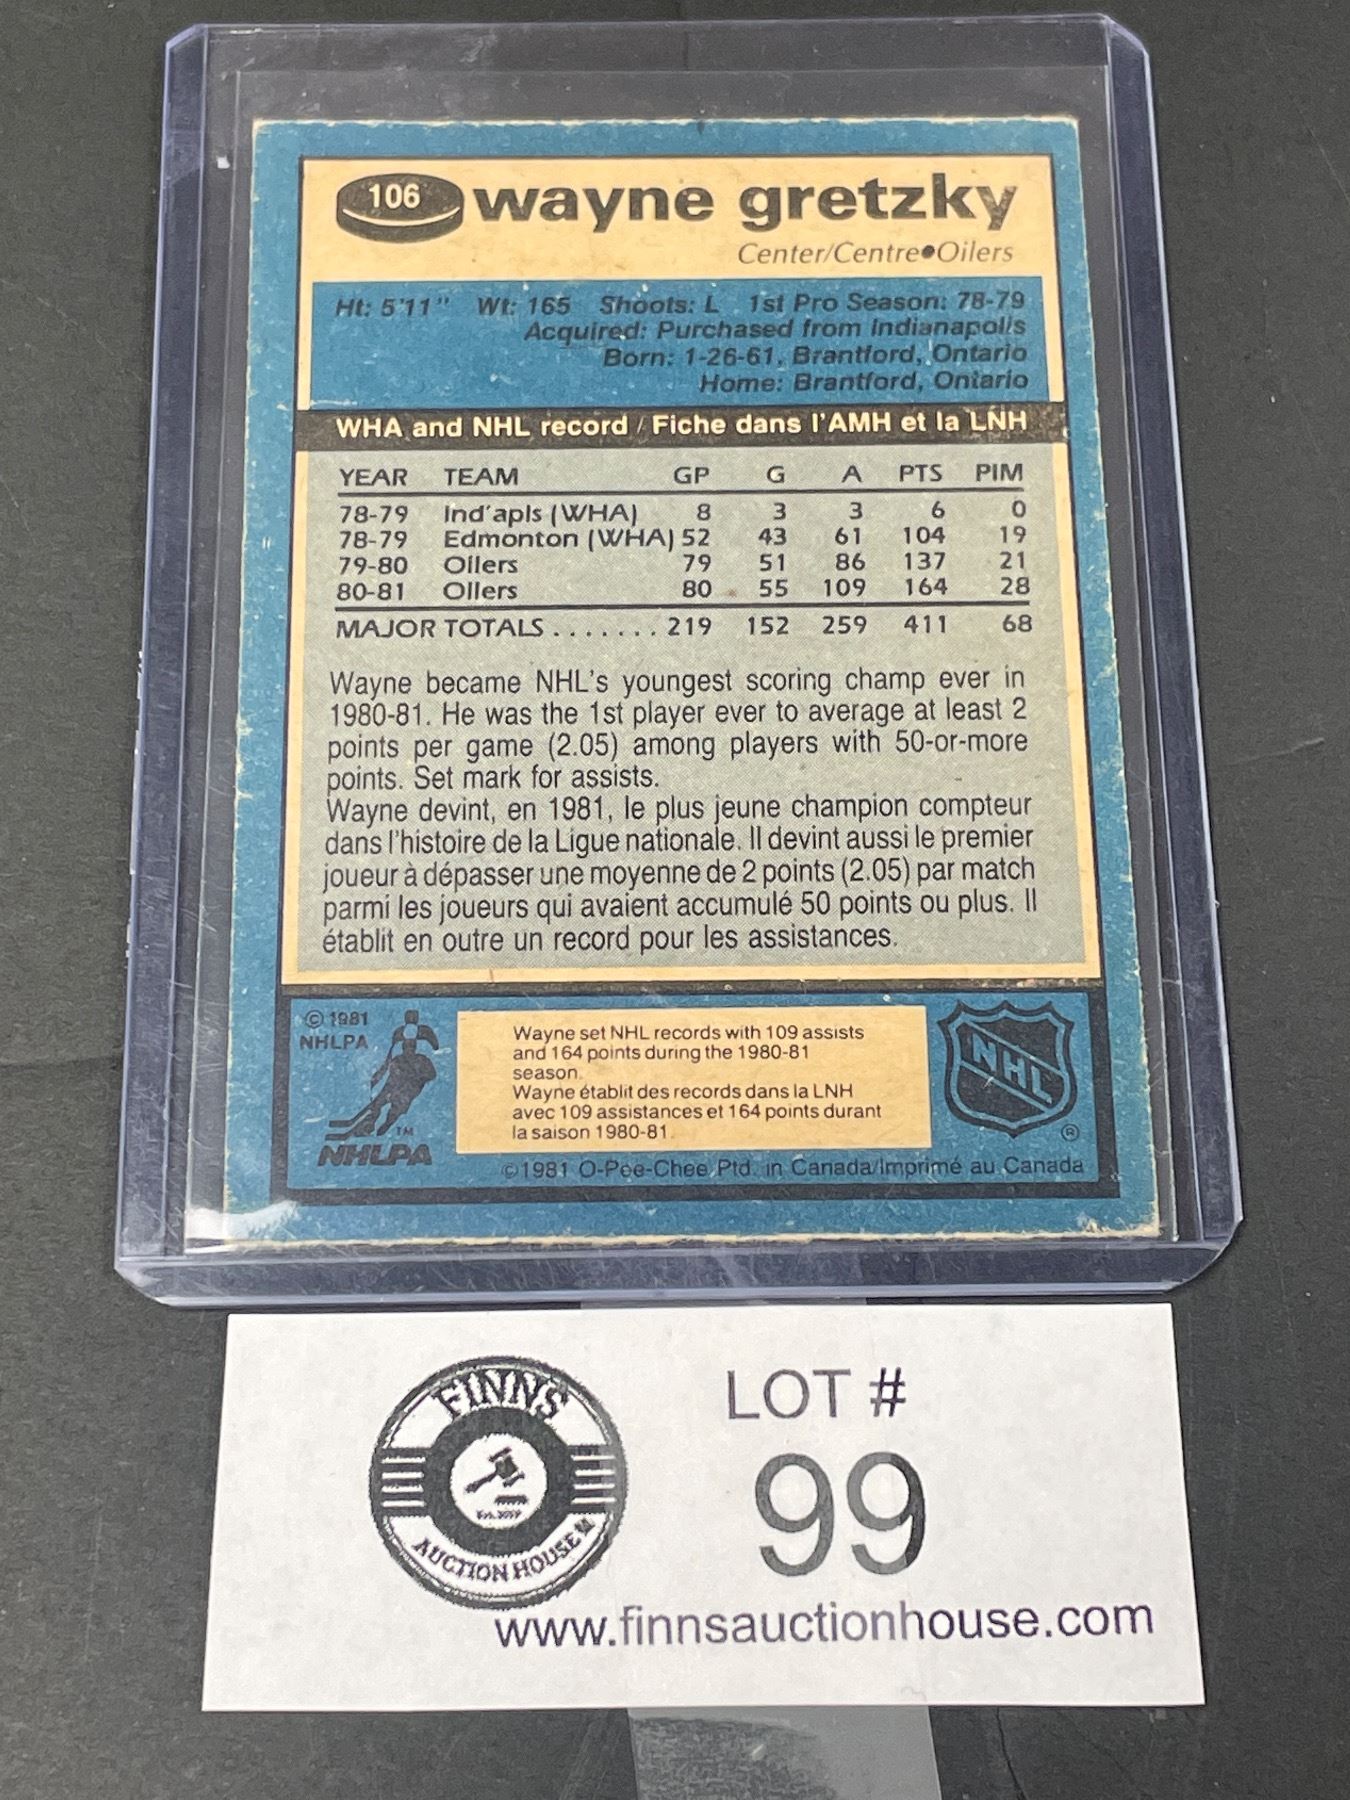 106 wayne gretzky
Center/Centre●Oilers
Ht: 5'11" Wt: 165 Shoots: L 1st Pro Season: 78-79
Acquired: Purchased from Indianapolis
Born: 1-26-61, Brantford, Ontario
Home: Brantford, Ontario
WHA and NHL record / Fiche dans l'AMH et la LNH
YEAR TEAM GP G A PTS PIM
78-79 Ind'apls (WHA) 8 3 3 6 0
78-79 Edmonton (WHA) 52 43 61 104 19
79-80 Oilers 79 51 86 137 21
80-81 Oilers 80 55 109 164 28
MAJOR TOTALS ....... 219 152 259 411 68
Wayne became NHL's youngest scoring champ ever in
1980-81. He was the 1st player ever to average at least 2
points per game (2.05) among players with 50-or-more
points. Set mark for assists.
Wayne devint, en 1981, le plus jeune champion compteur
dans l'histoire de la Ligue nationale. Il devint aussi le premier
joueur à dépasser une moyenne de 2 points (2.05) par match
parmi les joueurs qui avaient accumulé 50 points ou plus. Il
établit en outre un record pour les assistances.
© 1981
NHLPA
TM
NHLPA
Wayne set NHL records with 109 assists
and 164 points during the 1980-81
season.
Wayne établit des records dans la LNH
avec 109 assistances et 164 points durant
la saison 1980-81.
NHL
®
© 1981 O-Pee-Chee Ptd. in Canada/Imprimé au Canada
FINNS
AUCTION HOUSE
LOT #
99
www.finnsauctionhouse.com